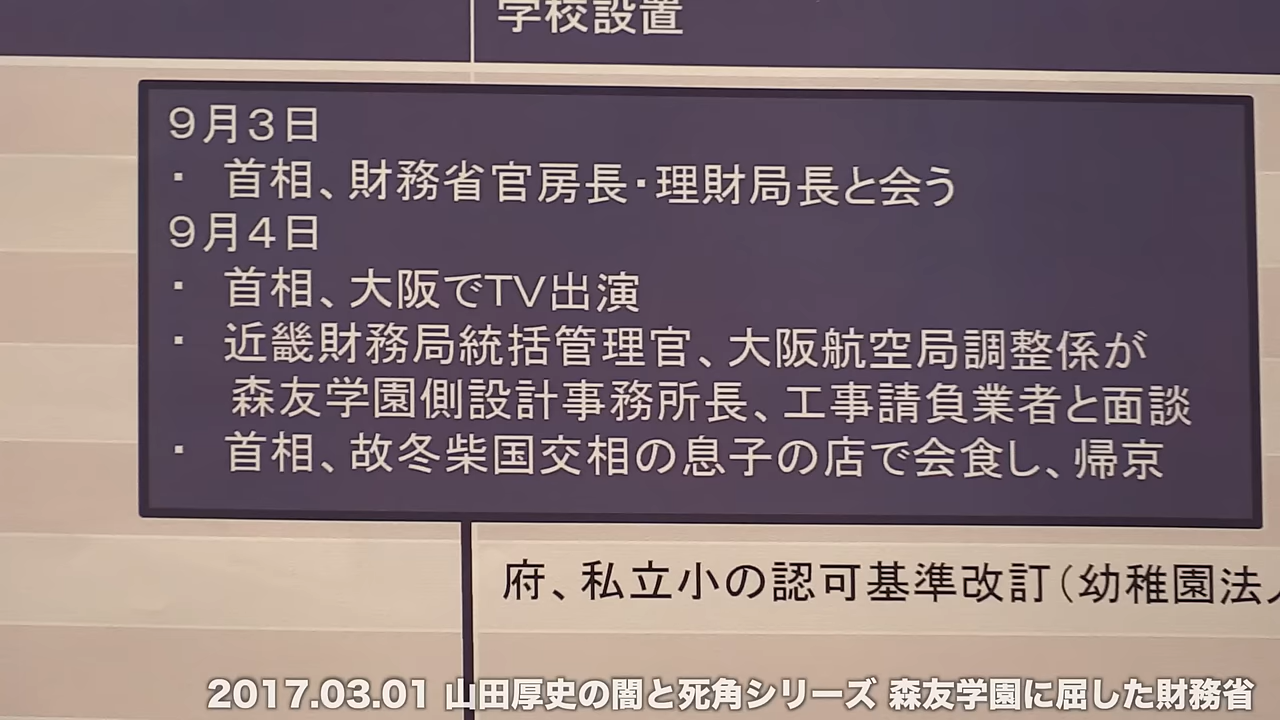 学校設置
9月3日
・ 首相、財務省官房長・理財局長と会う
9月4日
・ 首相、大阪でTV出演
・ 近畿財務局統括管理官、大阪航空局調整係が
森友学園側設計事務所長、工事請負業者と面談
・ 首相、故冬柴国交相の息子の店で会食し、帰京
府、私立小の認可基準改訂(幼稚園法人
2017.03.01 山田厚史の闇と死角シリーズ 森友学園に屈した財務省